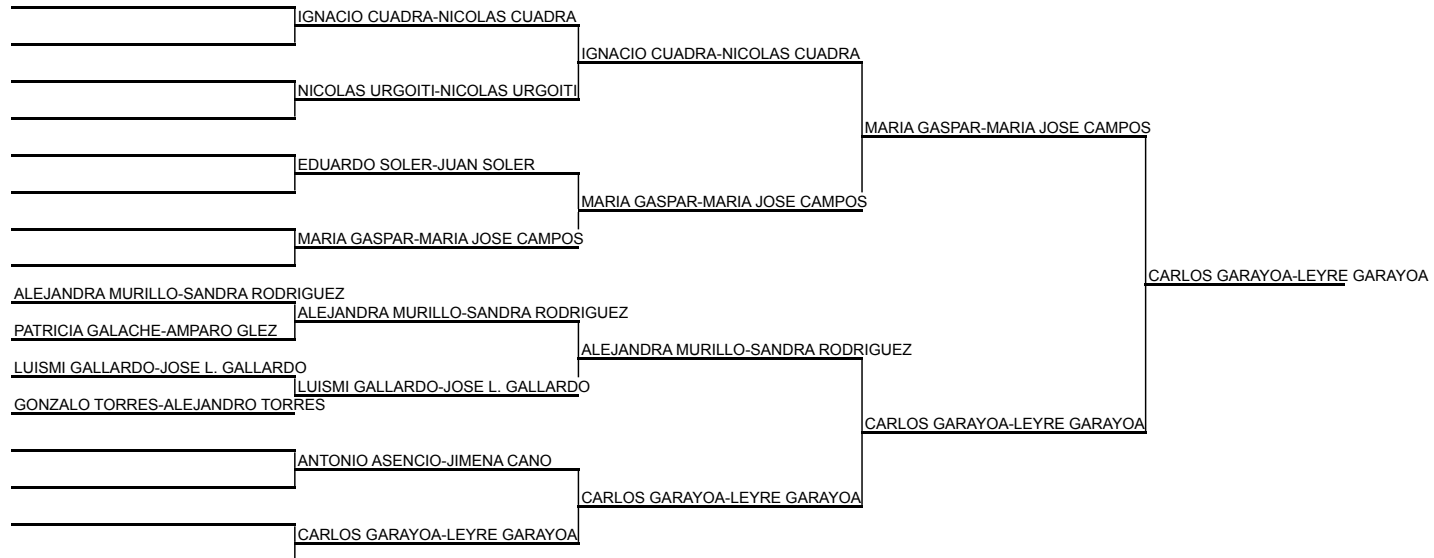 IGNACIO CUADRA-NICOLAS CUADRA
IGNACIO CUADRA-NICOLAS CUADRA
NICOLAS URGOITI-NICOLAS URGOITI
MARIA GASPAR-MARIA JOSE CAMPOS
EDUARDO SOLER-JUAN SOLER
MARIA GASPAR-MARIA JOSE CAMPOS
MARIA GASPAR-MARIA JOSE CAMPOS
CARLOS GARAYOA-LEYRE GARAYOA
ALEJANDRA MURILLO-SANDRA RODRIGUEZ
ALEJANDRA MURILLO-SANDRA RODRIGUEZ
PATRICIA GALACHE-AMPARO GLEZ
ALEJANDRA MURILLO-SANDRA RODRIGUEZ
LUISMI GALLARDO-JOSE L. GALLARDO
LUISMI GALLARDO-JOSE L. GALLARDO
GONZALO TORRES-ALEJANDRO TORRES
CARLOS GARAYOA-LEYRE GARAYOA
ANTONIO ASENCIO-JIMENA CANO
CARLOS GARAYOA-LEYRE GARAYOA
CARLOS GARAYOA-LEYRE GARAYOA